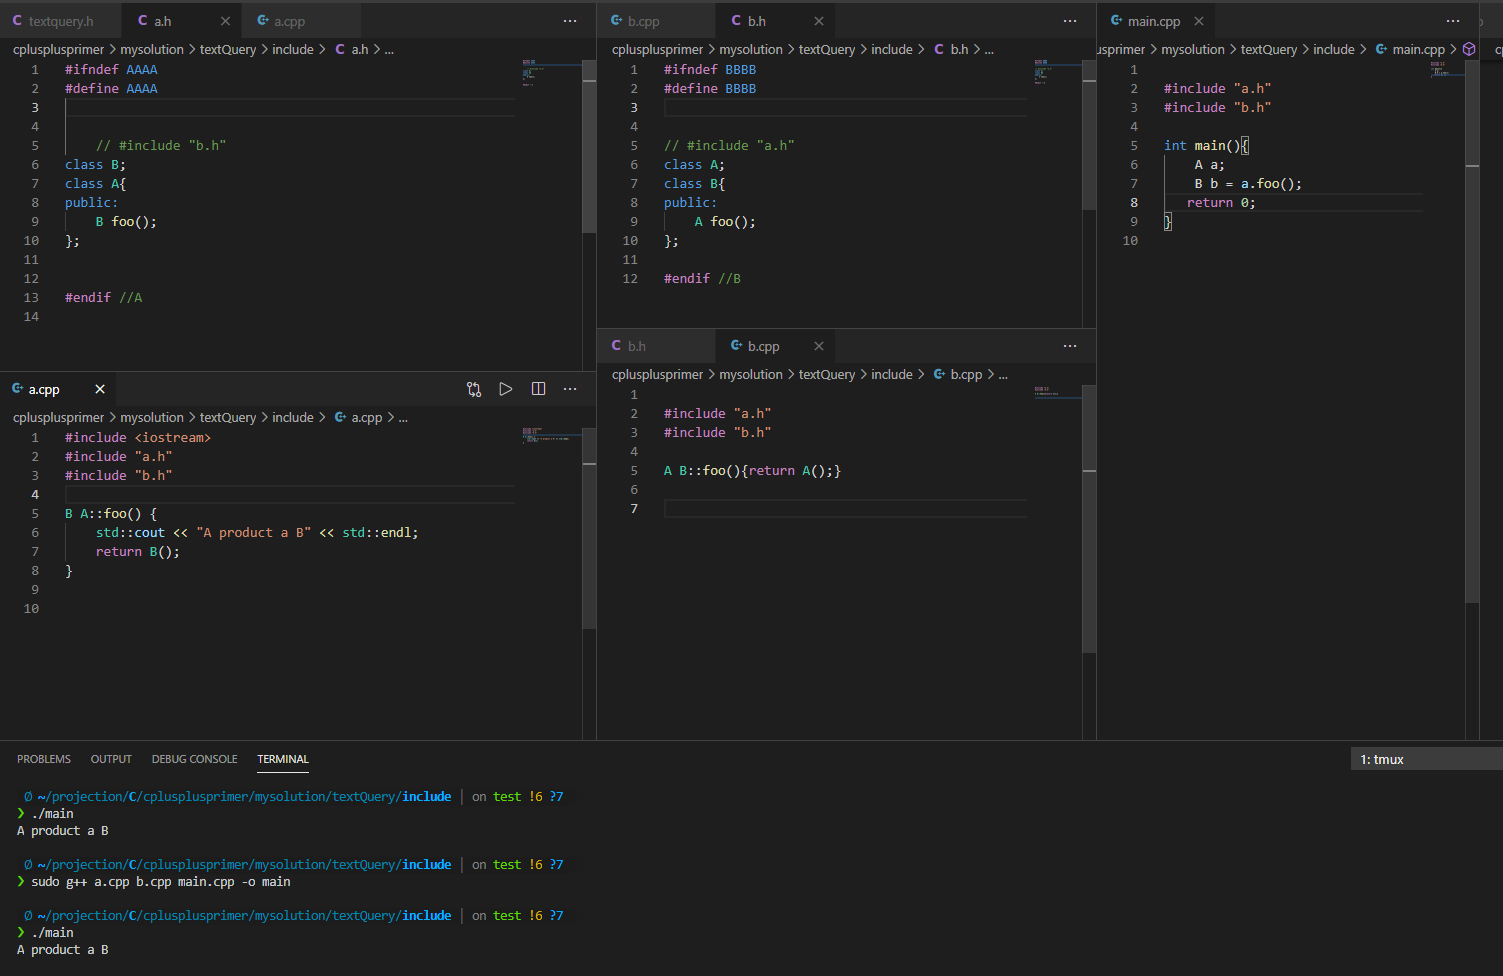 textquery.h
a.h
a.cpp
cplusplusprimer > mysolution > textQuery > include > a.h > ...
1 #ifndef AAAA
2 #define AAAA
3
4
5 // #include "b.h"
6 class B;
7 class A{
8 public:
9 B foo();
10 };
11
12
13 #endif //A
14
a.cpp
cplusplusprimer > mysolution > textQuery > include > a.cpp > ...
1 #include <iostream>
2 #include "a.h"
3 #include "b.h"
4
5 B A::foo() {
6 std::cout << "A product a B" << std::endl;
7 return B();
8 }
9
10
b.cpp
b.h
cplusplusprimer > mysolution > textQuery > include > b.h > ...
1 #ifndef BBBB
2 #define BBBB
3
4
5 // #include "a.h"
6 class A;
7 class B{
8 public:
9 A foo();
10 };
11
12 #endif //B
b.h
b.cpp
cplusplusprimer > mysolution > textQuery > include > b.cpp > ...
1
2 #include "a.h"
3 #include "b.h"
4
5 A B::foo(){return A();}
6
7
main.cpp
usprimer > mysolution > textQuery > include > main.cpp >
1
2 #include "a.h"
3 #include "b.h"
4
5 int main(){
6 A a;
7 B b = a.foo();
8 return 0;
9 }
10
PROBLEMS OUTPUT DEBUG CONSOLE TERMINAL
1: tmux
Ø ~/projection/C/cplusplusprimer/mysolution/textQuery/include | on test !6 ?7
❯ ./main
A product a B
Ø ~/projection/C/cplusplusprimer/mysolution/textQuery/include | on test !6 ?7
❯ sudo g++ a.cpp b.cpp main.cpp -o main
Ø ~/projection/C/cplusplusprimer/mysolution/textQuery/include | on test !6 ?7
❯ ./main
A product a B